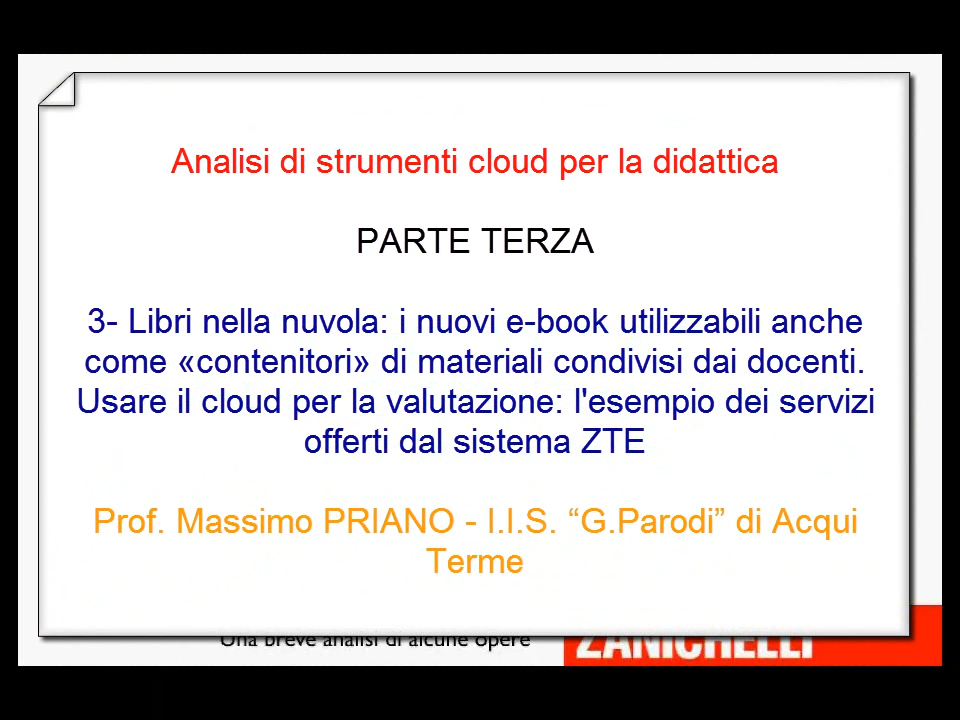 Analisi di strumenti cloud per la didattica
PARTE TERZA
3- Libri nella nuvola: i nuovi e-book utilizzabili anche
come «contenitori» di materiali condivisi dai docenti.
Usare il cloud per la valutazione: l'esempio dei servizi
offerti dal sistema ZTE
Prof. Massimo PRIANO - I.I.S. “G.Parodi” di Acqui
Terme
Una breve analisi di alcune opere
ZANICHELLI